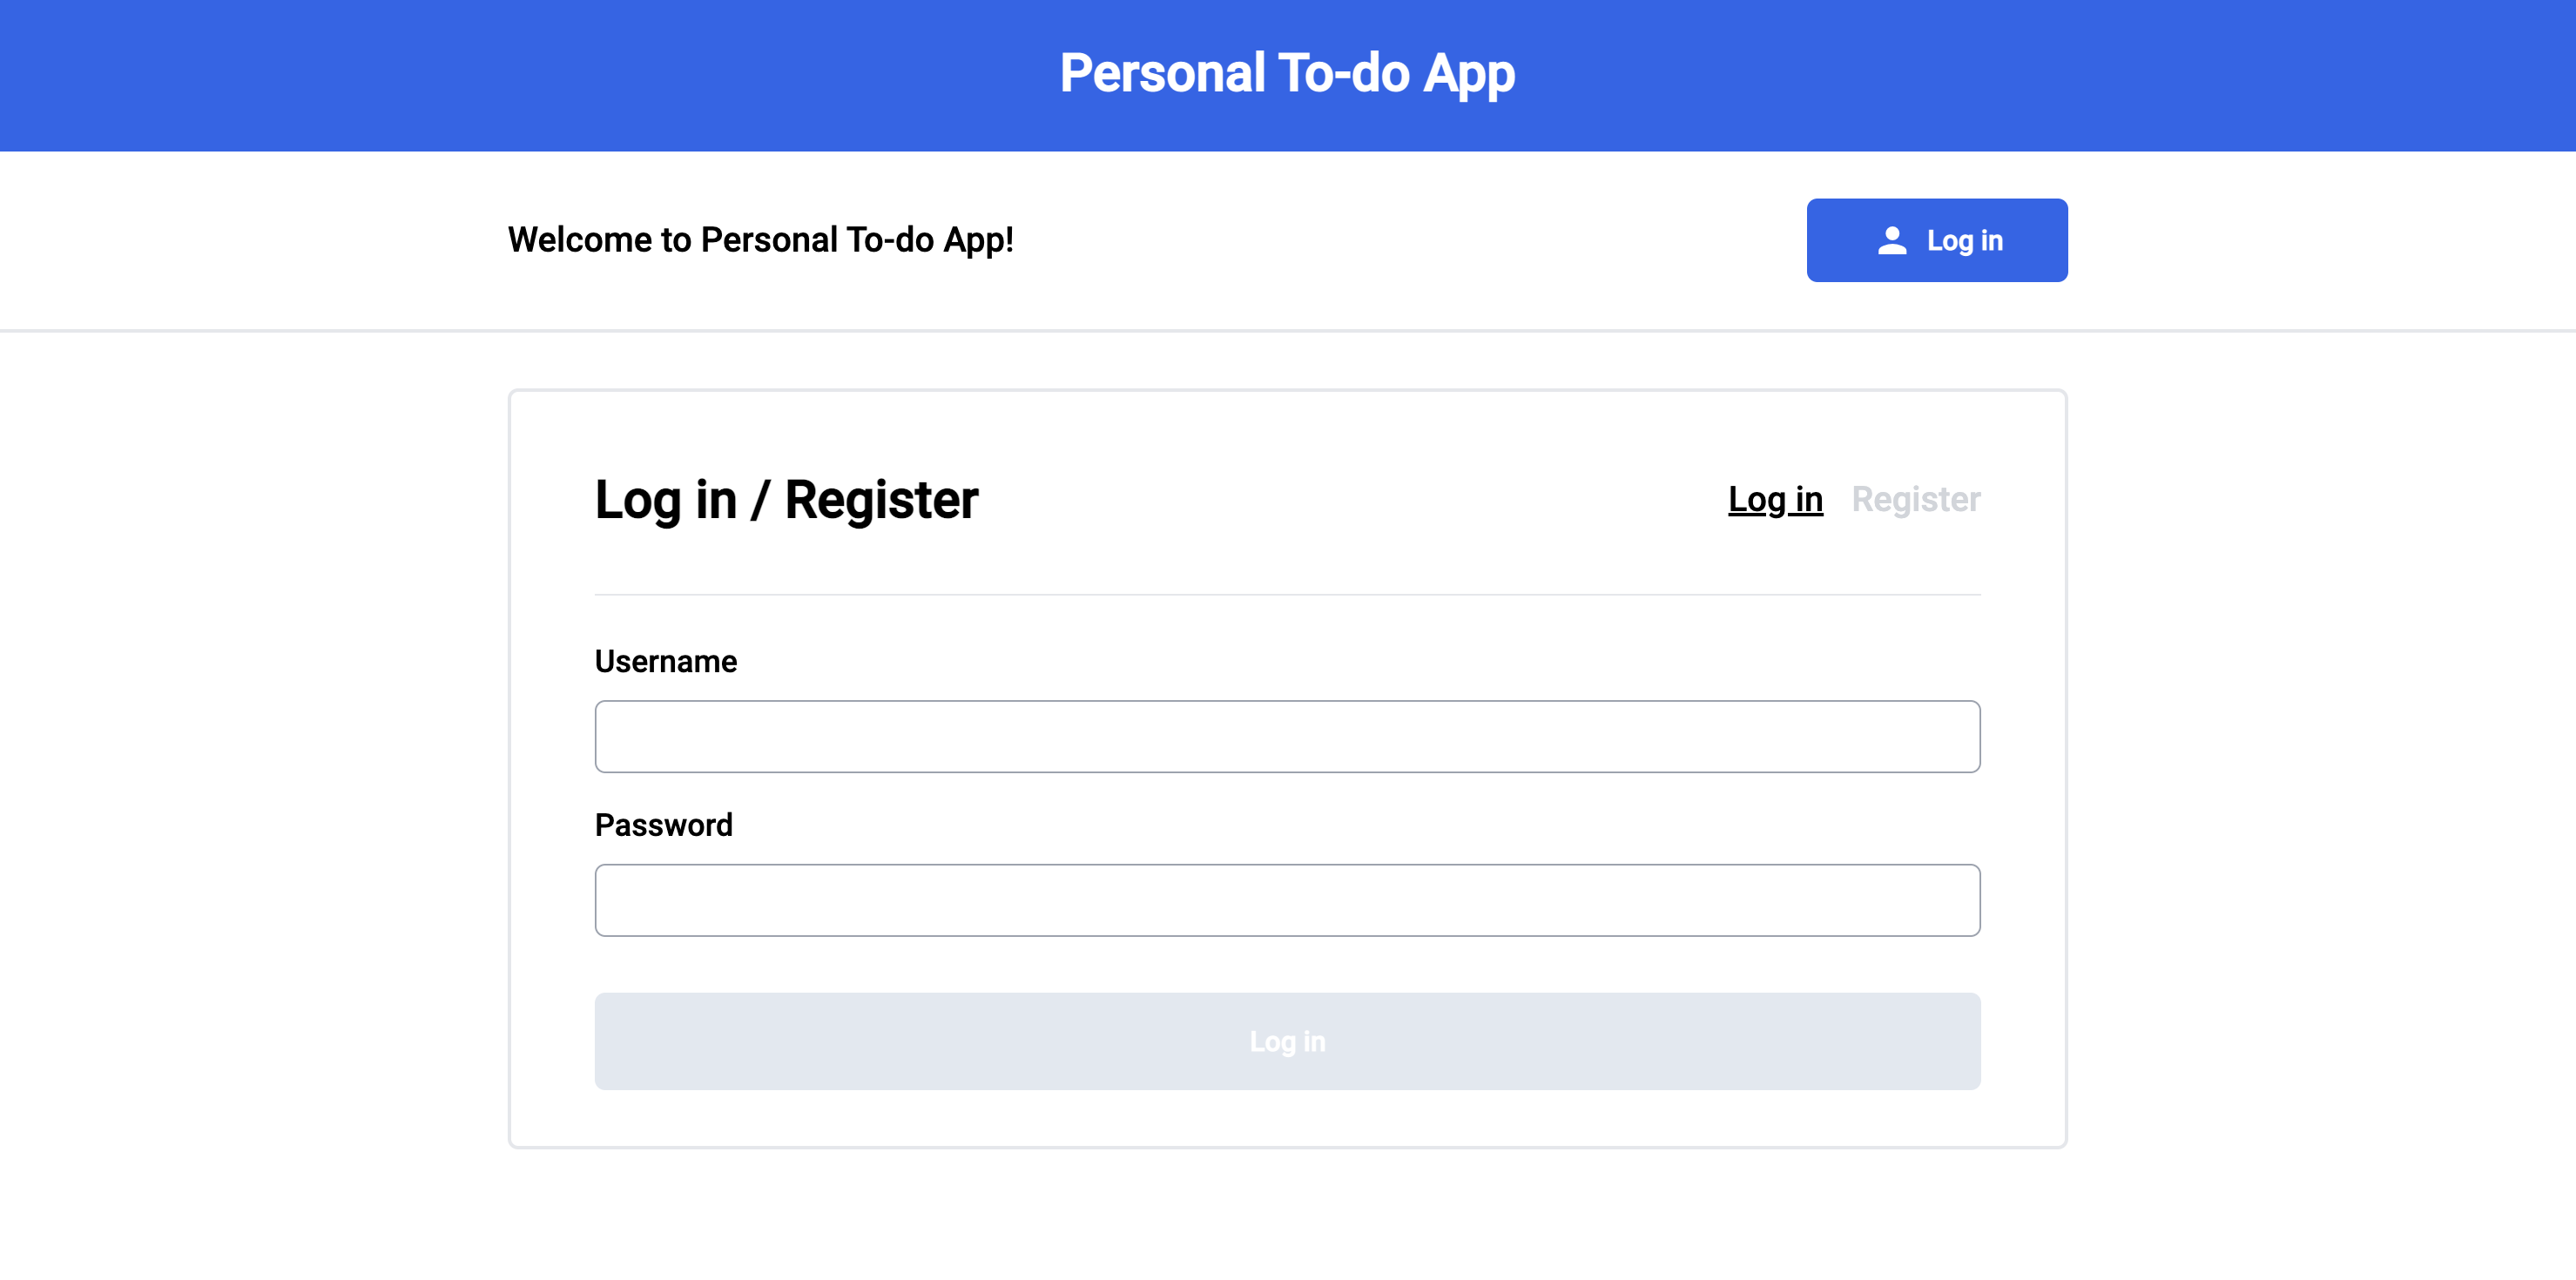 Personal To-do App
Welcome to Personal To-do App!
Log in
Log in / Register
Log in
Register
Username
Password
Log in